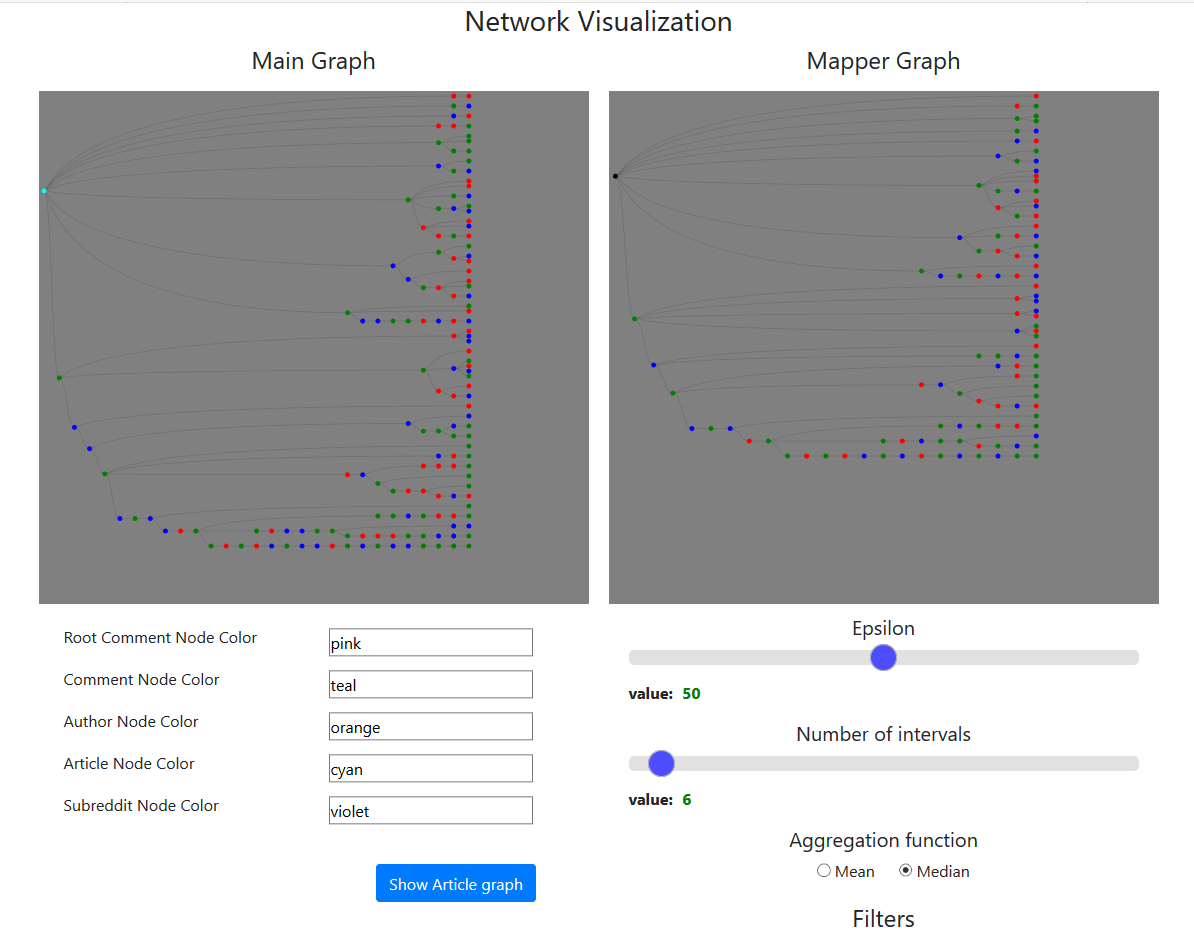 Network Visualization
Main Graph
Mapper Graph
Root Comment Node Color
pink
Comment Node Color
teal
Author Node Color
orange
Article Node Color
cyan
Subreddit Node Color
violet
Show Article graph
Epsilon
value: 50
Number of intervals
value: 6
Aggregation function
Mean Median
Filters